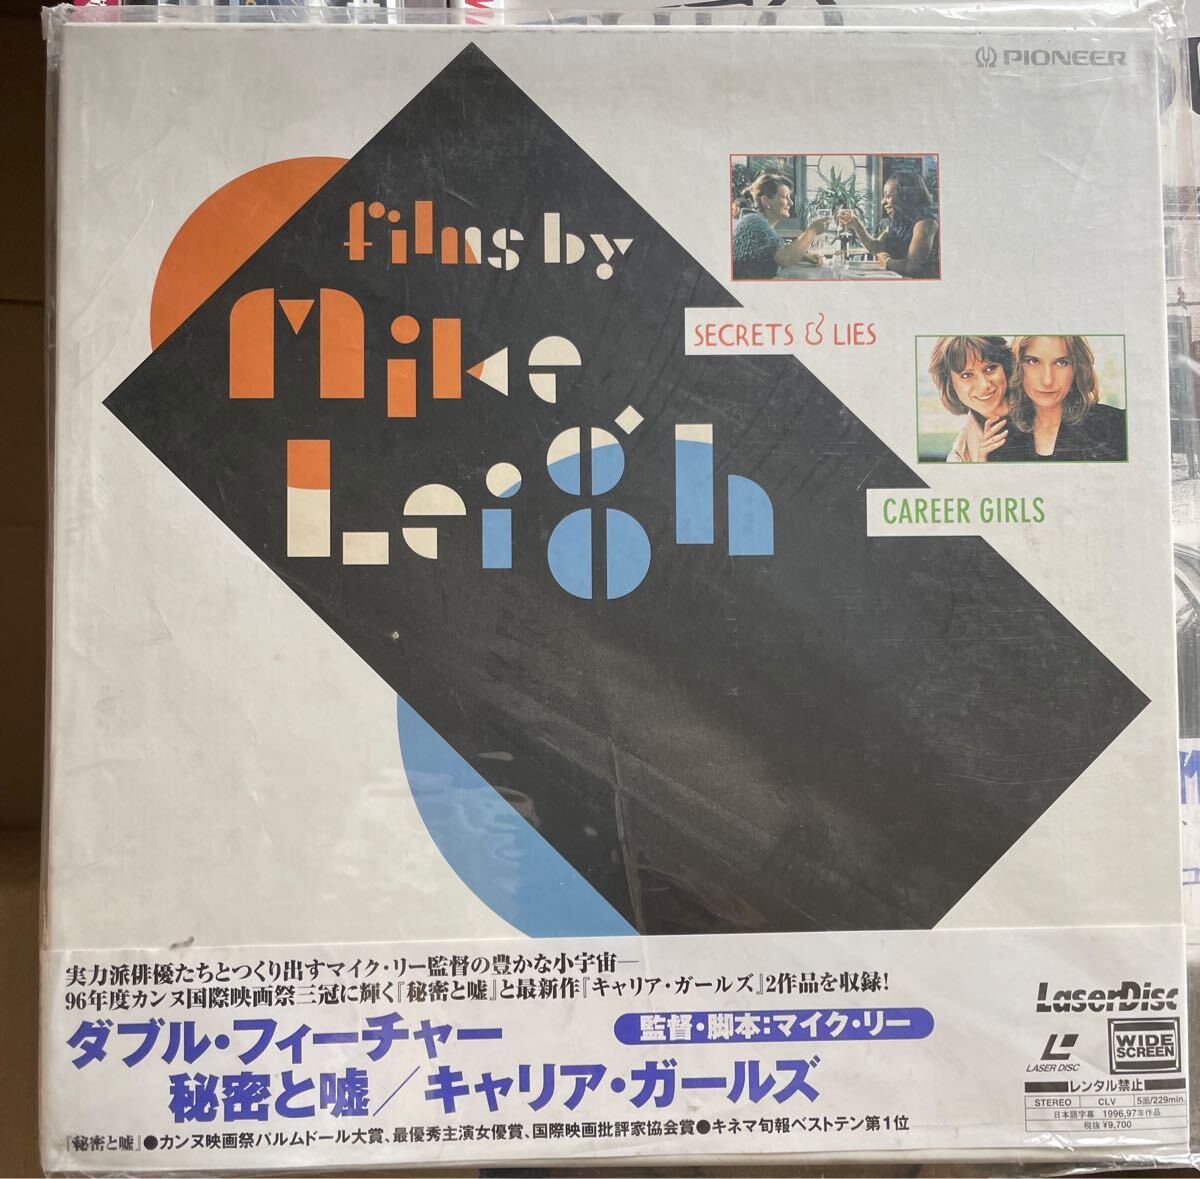 PIONEER
films by
Mike
Leigh
SECRETS & LIES
CAREER GIRLS
実力派俳優たちとつくり出すマイク・リー監督の豊かな小宇宙―
96年度カンヌ国際映画祭三冠に輝く『秘密と嘘』と最新作『キャリア・ガールズ』2作品を収録!
ダブル・フィーチャー
監督・脚本:マイク・リー
秘密と嘘/キャリア・ガールズ
『秘密と嘘』●カンヌ映画祭パルムドール大賞、最優秀主演女優賞、国際映画批評家協会賞●キネマ旬報ベストテン第1位
LaserDisc
LASER DISC
WIDE
SCREEN
レンタル禁止
STEREO CLV 5面/229min.
日本語字幕 1996,97年作品
税抜 ¥9,700